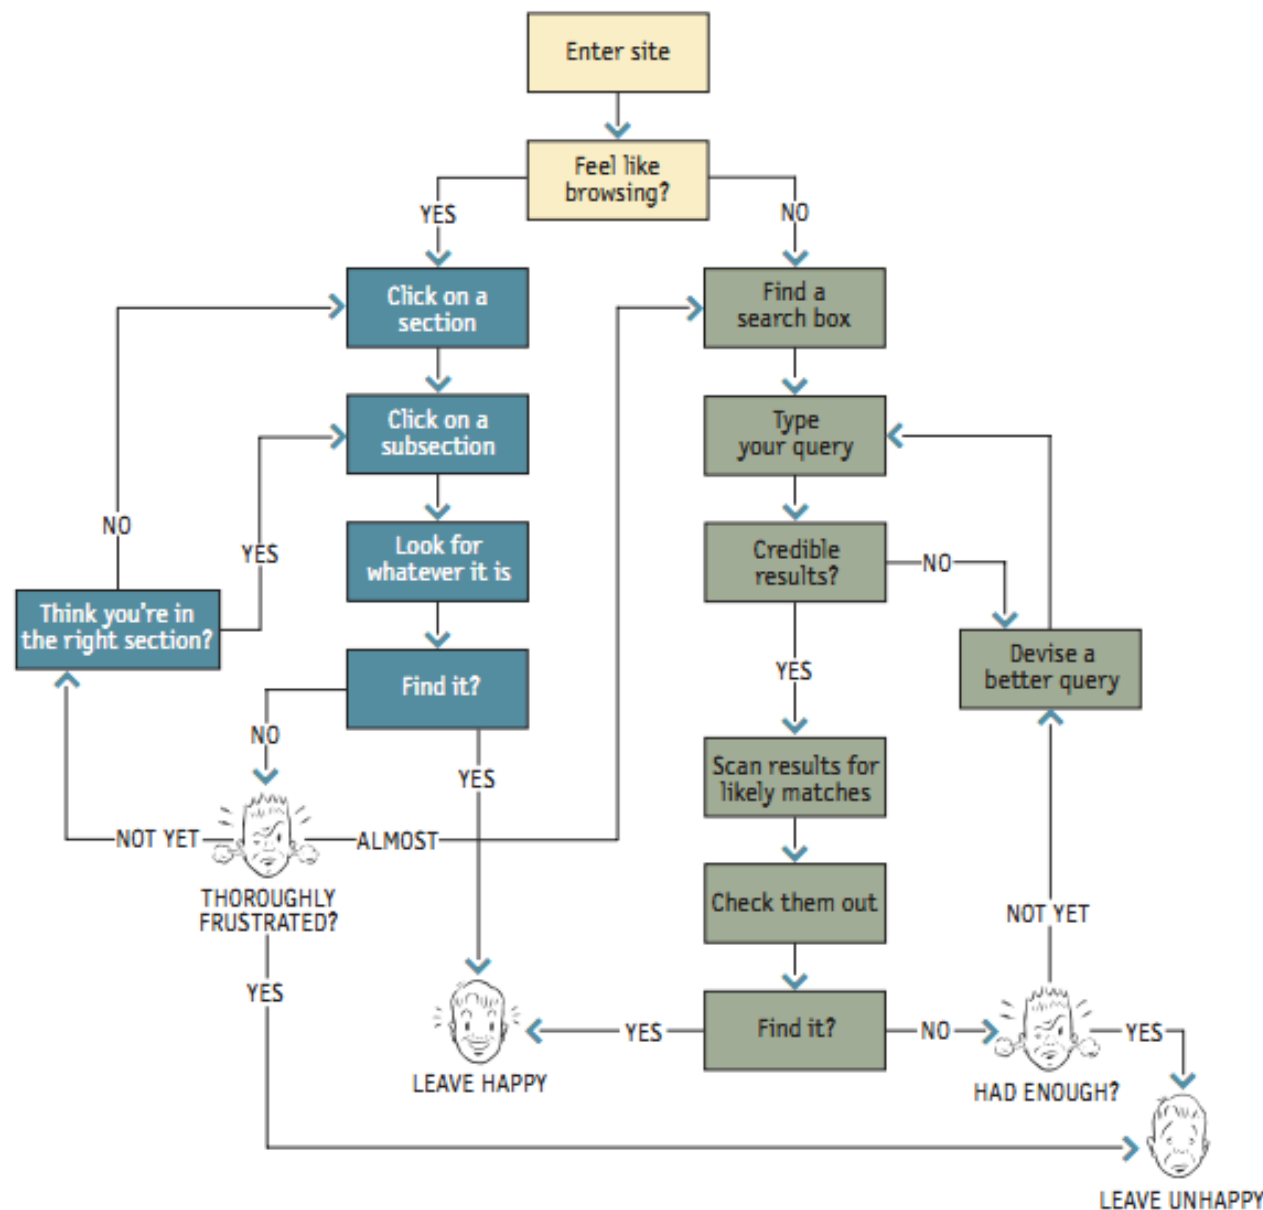 Enter site
Feel like
browsing?
YES
NO
Click on a
section
Find a
search box
Click on a
subsection
Type
your query
NO
YES
Look for
whatever it is
Credible
results?
NO
Think you're in
the right section?
Find it?
YES
Devise a
better query
NO
YES
Scan results for
likely matches
NOT YET
ALMOST
THOROUGHLY
FRUSTRATED?
Check them out
NOT YET
YES
LEAVE HAPPY
YES
Find it?
NO
HAD ENOUGH?
YES
LEAVE UNHAPPY